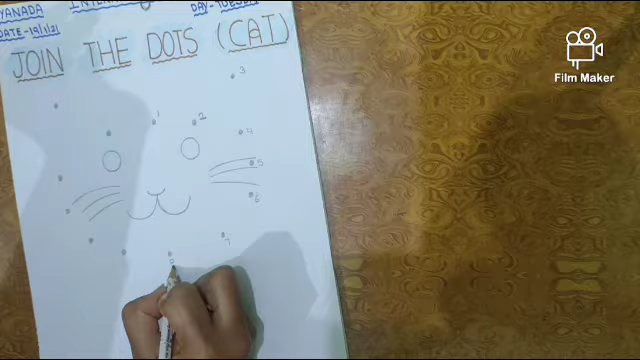 YANADA
DAY-TUESDAY
DATE-19/1/21
JOIN THE DOTS (CAT)
3
1 2
4
5
6
7
Film Maker